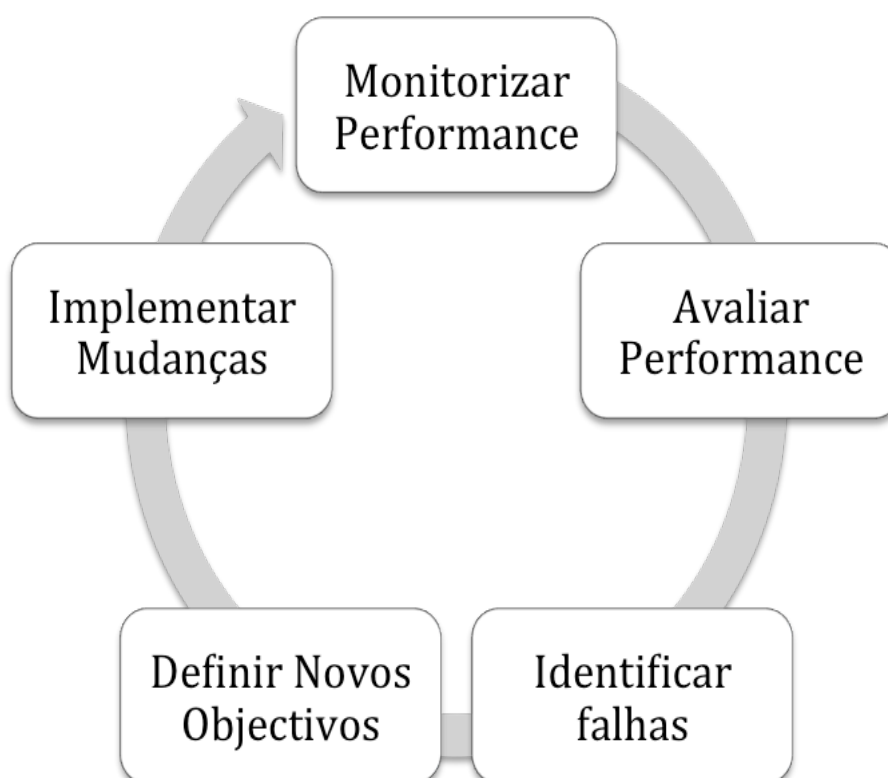 Monitorizar
Performance
Avaliar
Performance
Identificar
falhas
Definir Novos
Objectivos
Implementar
Mudanças